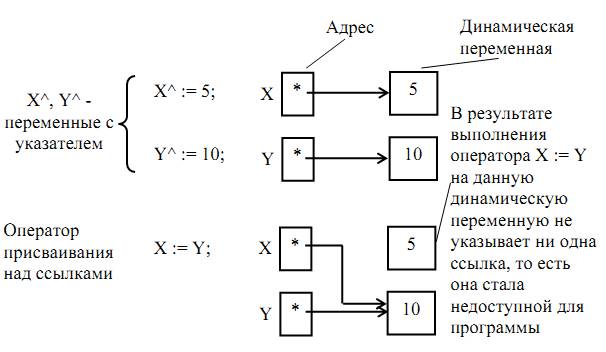 Адрес
Динамическая
переменная
X^, Y^ -
переменные с
указателем
X^ := 5;
X
*
5
Y^ := 10;
Y
*
10
В результате
выполнения
оператора X := Y
на данную
динамическую
переменную не
указывает ни одна
ссылка, то есть
она стала
недоступной для
программы
Оператор
присваивания
над ссылками
X := Y;
X
*
5
Y
*
10